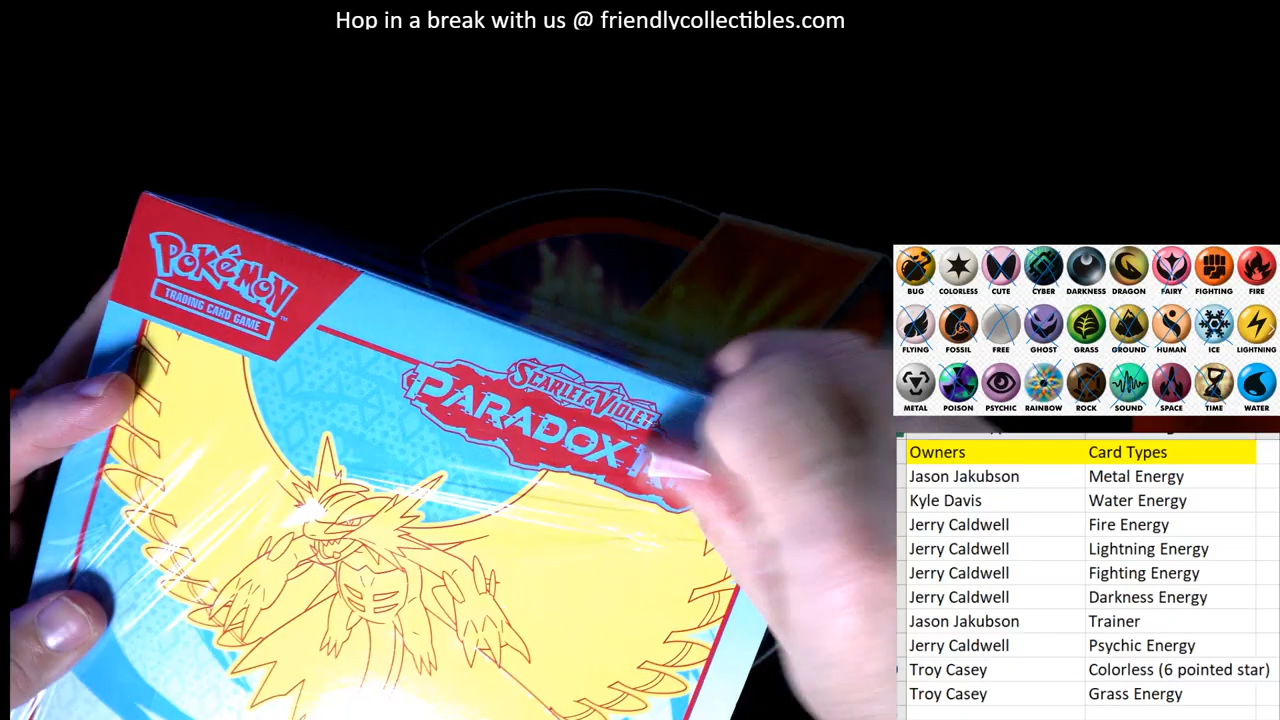 Hop in a break with us @ friendlycollectibles.com
POKéMON
TRADING CARD GAME
SCARLET & VIOLET
PARADOX
BUG COLORLESS CUTE CYBER DARKNESS DRAGON FAIRY FIGHTING FIRE
FLYING FOSSIL FREE GHOST GRASS GROUND HUMAN ICE LIGHTNING
METAL POISON PSYCHIC RAINBOW ROCK SOUND SPACE TIME WATER
Owners Card Types
Jason Jakubson Metal Energy
Kyle Davis Water Energy
Jerry Caldwell Fire Energy
Jerry Caldwell Lightning Energy
Jerry Caldwell Fighting Energy
Jerry Caldwell Darkness Energy
Jason Jakubson Trainer
Jerry Caldwell Psychic Energy
Troy Casey Colorless (6 pointed star)
Troy Casey Grass Energy